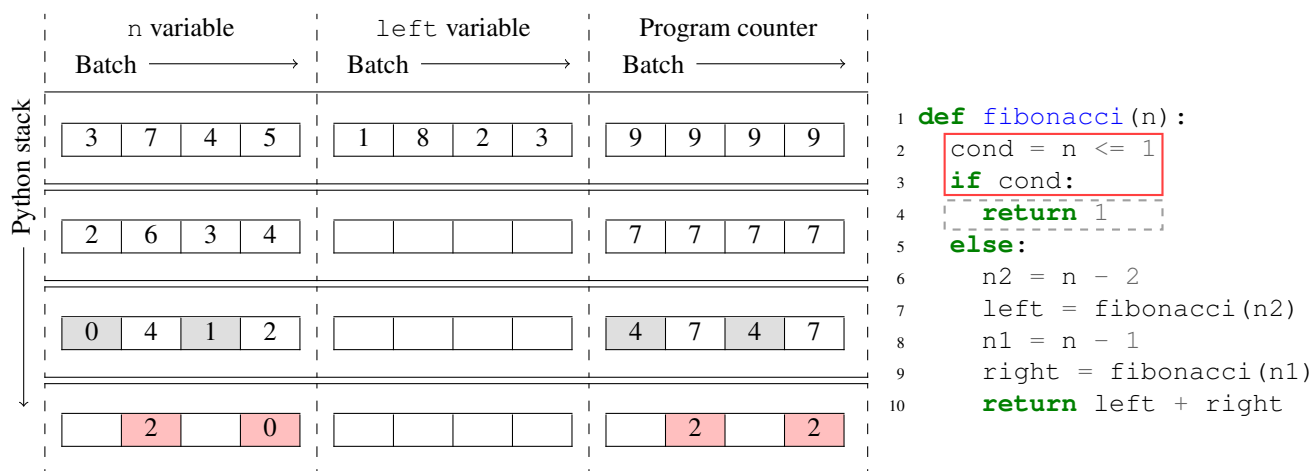 n variable left variable Program counter
Batch Batch Batch
Python stack
3 7 4 5 1 8 2 3 9 9 9 9
2 6 3 4 7 7 7 7
0 4 1 2 4 7 4 7
2 0 2 2
1 def fibonacci(n):
2 cond = n <= 1
3 if cond:
4 return 1
5 else:
6 n2 = n - 2
7 left = fibonacci(n2)
8 n1 = n - 1
9 right = fibonacci(n1)
10 return left + right